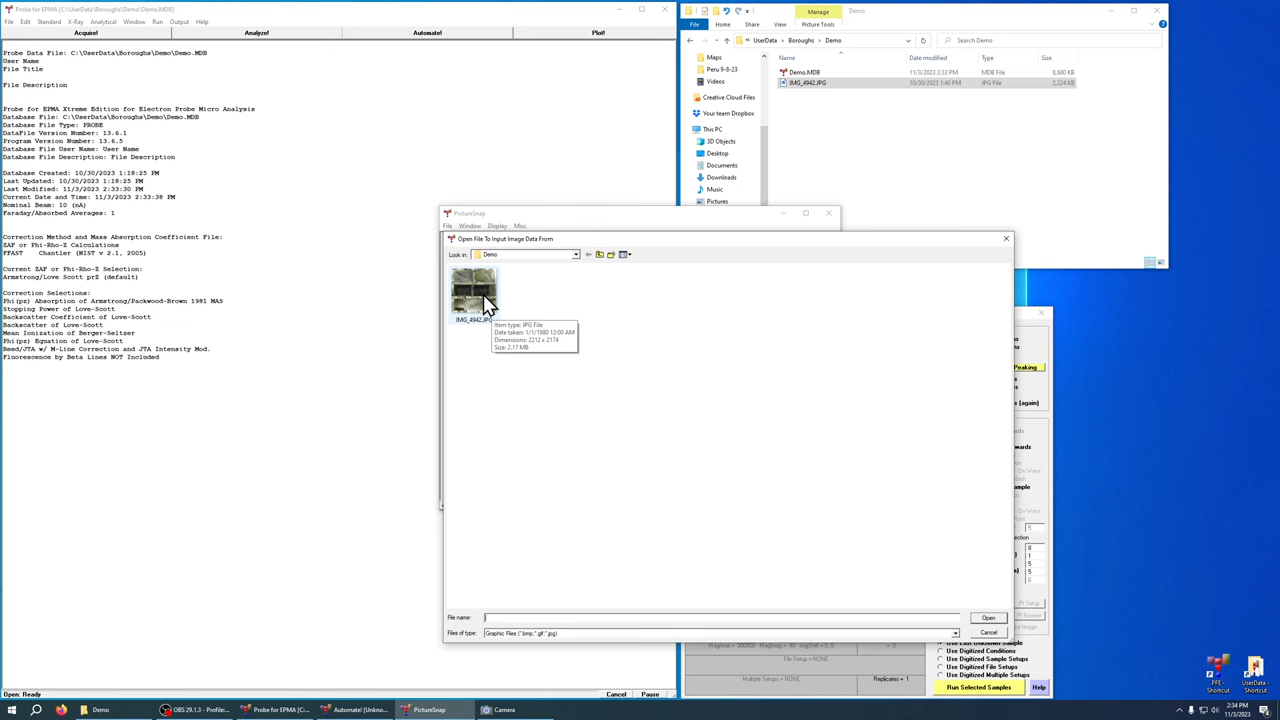 Probe for EPMA [C:\UserData\Boroughs\Demo\Demo.MDB]
File Edit Standard X-Ray Analytical Window Run Output Help
Acquire! Analyze! Automate! Plot!
Probe Data File: C:\UserData\Boroughs\Demo\Demo.MDB
User Name
File Title
File Description
Probe for EPMA Xtreme Edition for Electron Probe Micro Analysis
Database File: C:\UserData\Boroughs\Demo\Demo.MDB
Database File Type: PROBE
DataFile Version Number: 13.6.1
Program Version Number: 13.6.5
Database File User Name: User Name
Database File Description: File Description
Database Created: 10/30/2023 1:18:25 PM
Last Updated: 10/30/2023 1:18:25 PM
Last Modified: 11/3/2023 2:33:30 PM
Current Date and Time: 11/3/2023 2:33:38 PM
Nominal Beam: 10 (nA)
Faraday/Absorbed Averages: 1
Correction Method and Mass Absorption Coefficient File:
ZAF or Phi-Rho-Z Calculations
FFAST Chantler (NIST v 2.1, 2005)
Current ZAF or Phi-Rho-Z Selection:
Armstrong/Love Scott prZ (default)
Correction Selections:
Phi(pz) Absorption of Armstrong/Packwood-Brown 1981 MAS
Stopping Power of Love-Scott
Backscatter Coefficient of Love-Scott
Backscatter of Love-Scott
Mean Ionization of Berger-Seltzer
Phi(pz) Equation of Love-Scott
Reed/JTA w/ M-Line Correction and JTA Intensity Mod.
Fluorescence by Beta Lines NOT Included
Open: Ready Cancel Pause
Manage Demo
File Home Share View Picture Tools
UserData Boroughs Demo Search Demo
Name Date modified Type Size
Maps
Peru 9-8-23
Videos
Creative Cloud Files
Your team Dropbox
This PC
3D Objects
Desktop
Documents
Downloads
Music
Pictures
Demo.MDB 11/3/2023 2:33 PM MDB File 8,680 KB
IMG_4942.JPG 10/30/2023 1:40 PM JPG File 2,224 KB
PictureSnap
File Window Display Misc
Open File To Input Image Data From
Look in: Demo
IMG_4942.JPG
Item type: JPG File
Date taken: 1/1/1980 12:00 AM
Dimensions: 2212 x 2174
Size: 2.17 MB
File name: Open
Files of type: Graphic Files (*.bmp;*.gif;*.jpg) Cancel
Peaking
(again)
Use Digitized Conditions
Use Digitized Sample Setups
Use Digitized File Setups
Use Digitized Multiple Setups
File Setup = NONE
Multiple Setups = NONE Replicates = 1
Run Selected Samples Help
PFE - Shortcut
UserData - Shortcut
Demo OBS 29.1.3 - Profile:... Probe for EPMA [C:... Automate! [Unkno... PictureSnap Camera
2:34 PM
11/3/2023